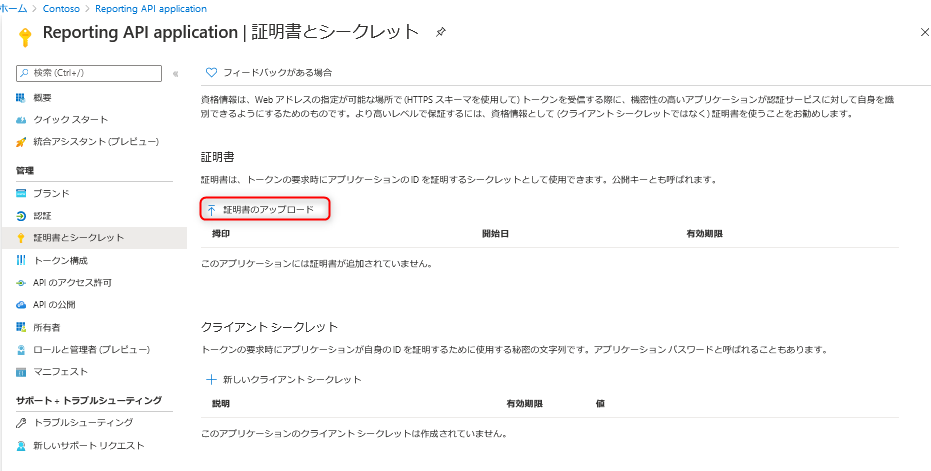 ホーム > Contoso > Reporting API application
Reporting API application | 証明書とシークレット
検索 (Ctrl+/)
概要
クイック スタート
統合アシスタント (プレビュー)
管理
ブランド
認証
証明書とシークレット
トークン構成
API のアクセス許可
API の公開
所有者
ロールと管理者 (プレビュー)
マニフェスト
サポート + トラブルシューティング
トラブルシューティング
新しいサポート リクエスト
フィードバックがある場合
資格情報は、Web アドレスの指定が可能な場所で (HTTPS スキーマを使用して) トークンを受信する際に、機密性の高いアプリケーションが認証サービスに対して自身を識
別できるようにするためのものです。より高いレベルで保証するには、資格情報として (クライアント シークレットではなく) 証明書を使うことをお勧めします。
証明書
証明書は、トークンの要求時にアプリケーションの ID を証明するシークレットとして使用できます。公開キーとも呼ばれます。
証明書のアップロード
拇印 開始日 有効期限
このアプリケーションには証明書が追加されていません。
クライアント シークレット
トークンの要求時にアプリケーションが自身の ID を証明するために使用する秘密の文字列です。アプリケーション パスワードと呼ばれることもあります。
新しいクライアント シークレット
説明 有効期限 値
このアプリケーションのクライアント シークレットは作成されていません。